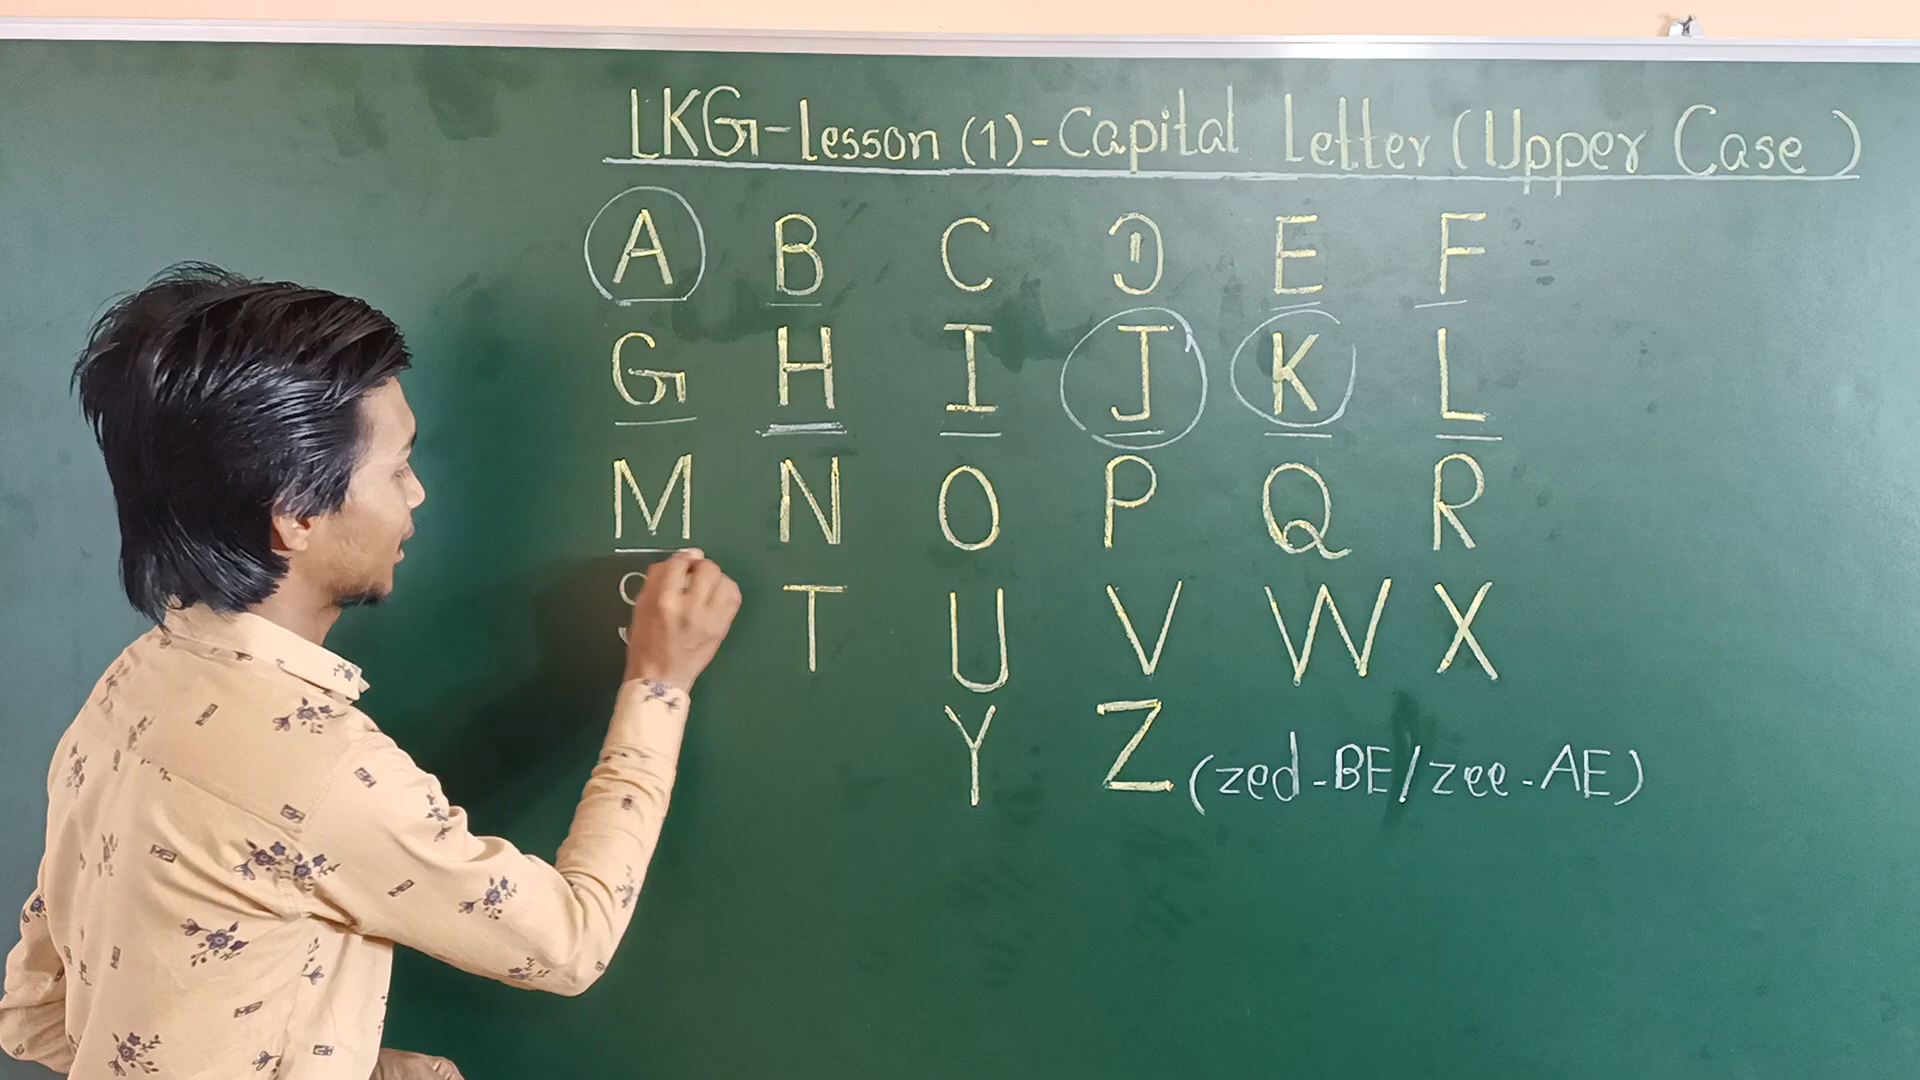 LKG-Lesson (1)-Capital Letter (Upper Case)
A B C D E F
G H I J K L
M N O P Q R
S T U V W X
Y Z (zed-BE/zee-AE)